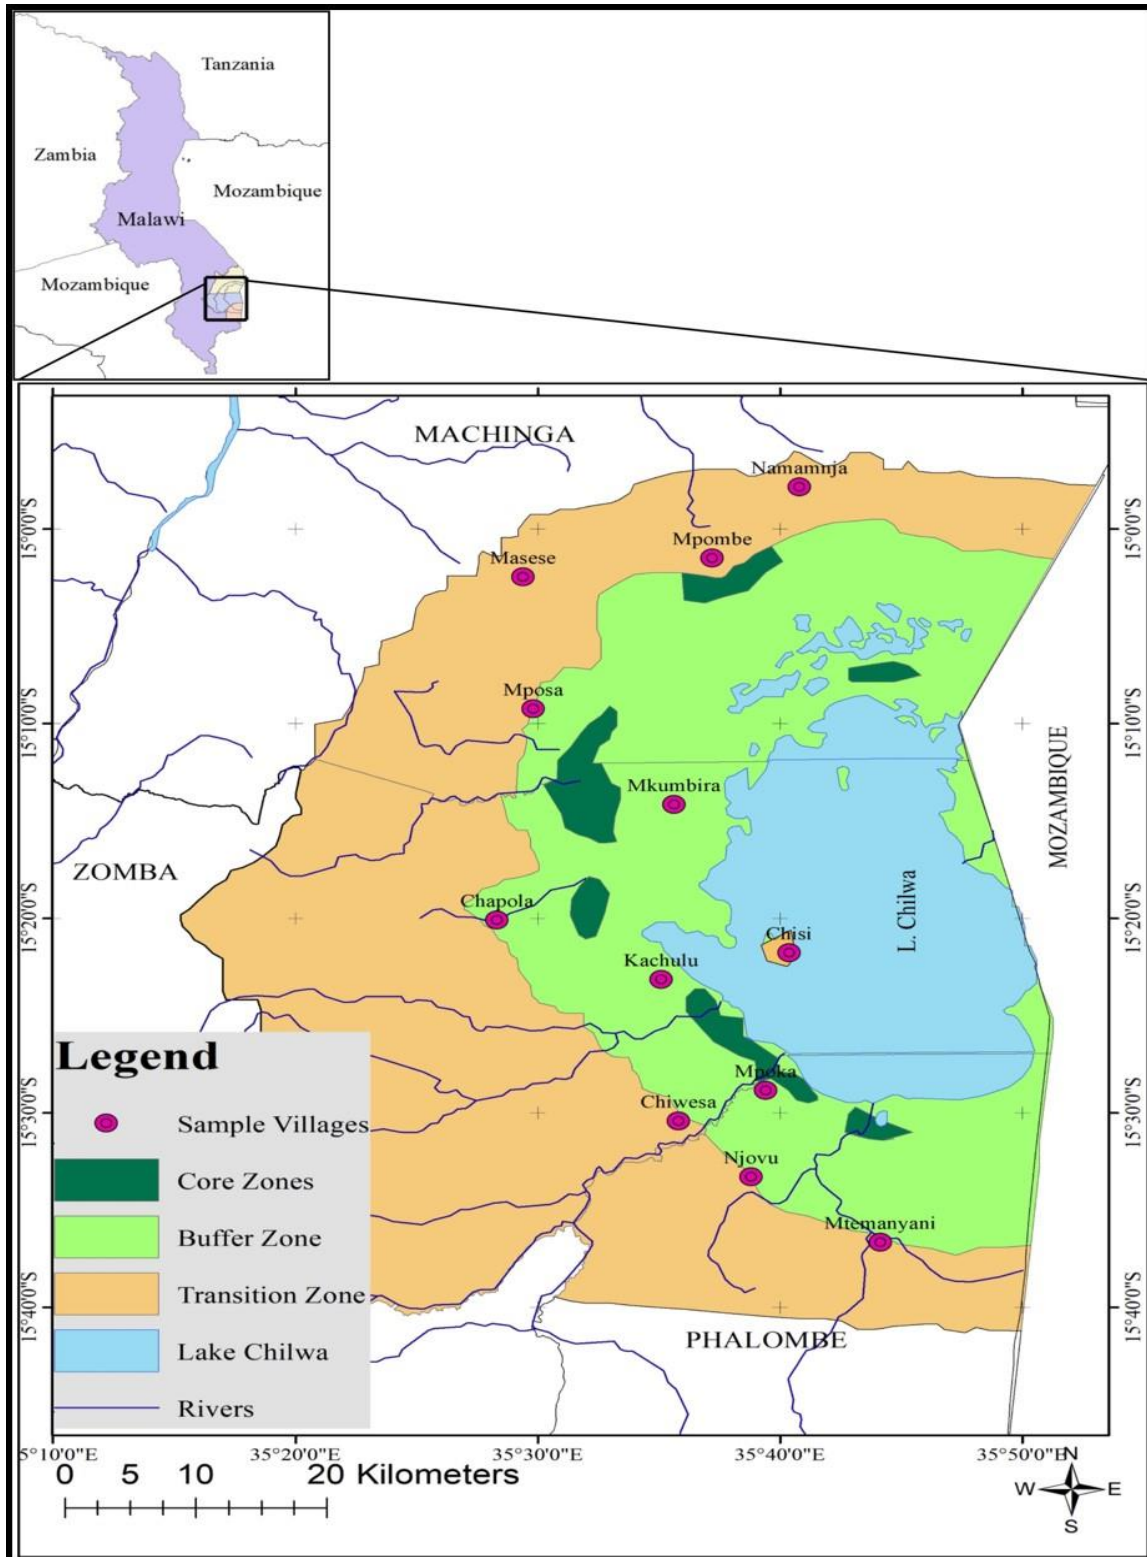 Tanzania
Zambia
Mozambique
Malawi
Mozambique
MACHINGA
Namamnja
Mpombe
Masese
Mposa
Mkumbira
MOZAMBIQUE
ZOMBA
Chapola
L. Chilwa
Chisi
Kachulu
Mpoka
Chiwesa
Njovu
Mtemanyani
PHALOMBE
15°0'0"S
15°10'0"S
15°20'0"S
15°30'0"S
15°40'0"S
15°0'0"S
15°10'0"S
15°20'0"S
15°30'0"S
15°40'0"S
Legend
Sample Villages
Core Zones
Buffer Zone
Transition Zone
Lake Chilwa
Rivers
5°10'0"E 35°20'0"E 35°30'0"E 35°40'0"E 35°50'0"E
0 5 10 20 Kilometers
N
W E
S